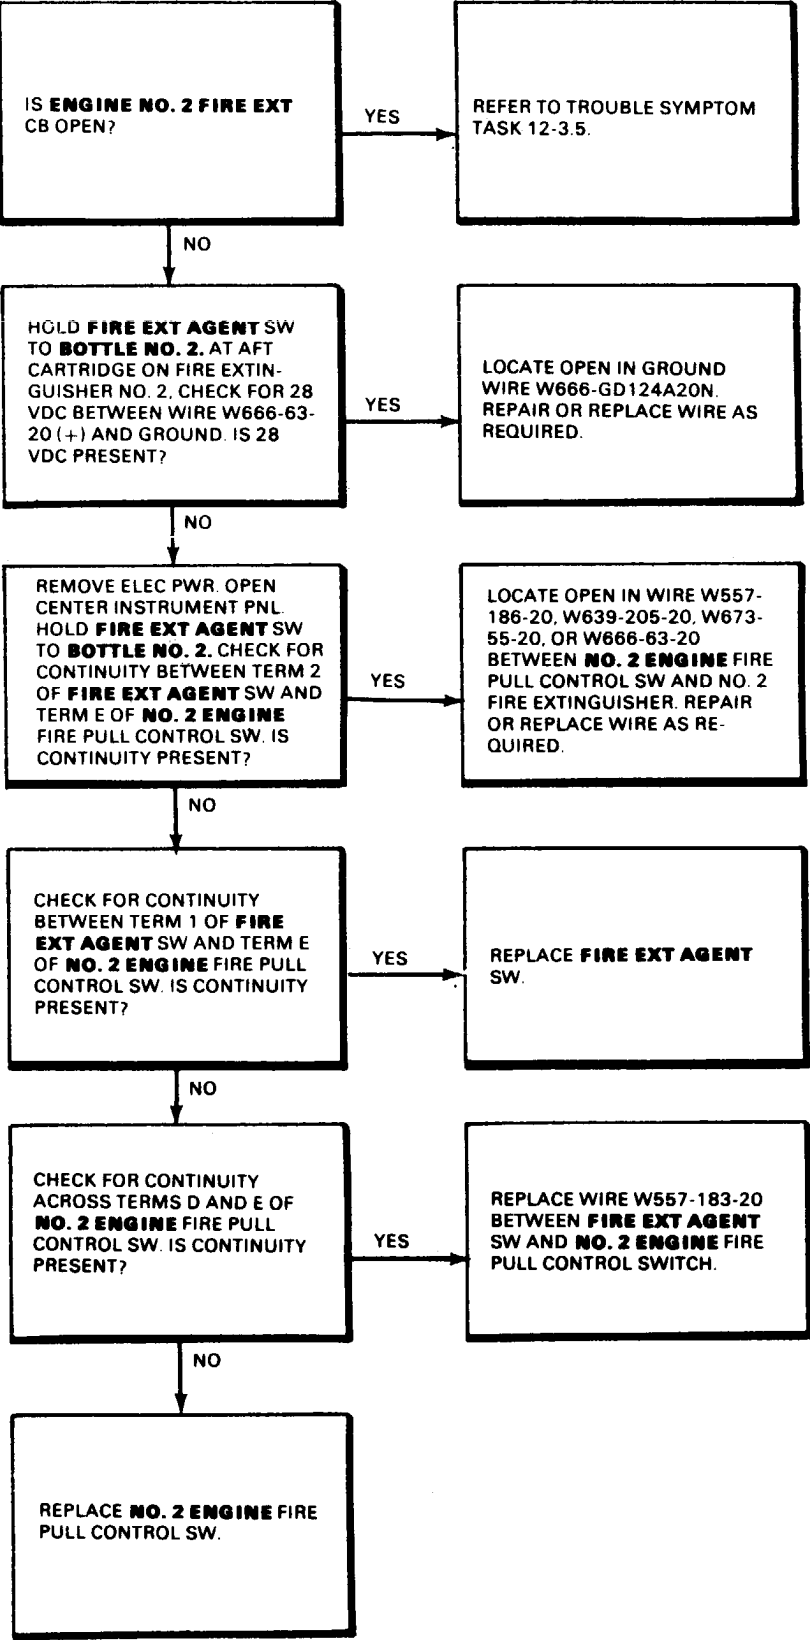 IS ENGINE NO. 2 FIRE EXT
CB OPEN?
YES
REFER TO TROUBLE SYMPTOM
TASK 12-3.5.
NO
HOLD FIRE EXT AGENT SW
TO BOTTLE NO. 2. AT AFT
CARTRIDGE ON FIRE EXTIN-
GUISHER NO. 2, CHECK FOR 28
VDC BETWEEN WIRE W666-63-
20 (+) AND GROUND. IS 28
VDC PRESENT?
YES
LOCATE OPEN IN GROUND
WIRE W666-GD124A20N.
REPAIR OR REPLACE WIRE AS
REQUIRED.
NO
REMOVE ELEC PWR. OPEN
CENTER INSTRUMENT PNL.
HOLD FIRE EXT AGENT SW
TO BOTTLE NO. 2. CHECK FOR
CONTINUITY BETWEEN TERM 2
OF FIRE EXT AGENT SW AND
TERM E OF NO. 2 ENGINE
FIRE PULL CONTROL SW. IS
CONTINUITY PRESENT?
YES
LOCATE OPEN IN WIRE W557-
186-20, W639-205-20, W673-
55-20, OR W666-63-20
BETWEEN NO. 2 ENGINE FIRE
PULL CONTROL SW AND NO. 2
FIRE EXTINGUISHER. REPAIR
OR REPLACE WIRE AS RE-
QUIRED.
NO
CHECK FOR CONTINUITY
BETWEEN TERM 1 OF FIRE
EXT AGENT SW AND TERM E
OF NO. 2 ENGINE FIRE PULL
CONTROL SW. IS CONTINUITY
PRESENT?
YES
REPLACE FIRE EXT AGENT
SW.
NO
CHECK FOR CONTINUITY
ACROSS TERMS D AND E OF
NO. 2 ENGINE FIRE PULL
CONTROL SW. IS CONTINUITY
PRESENT?
YES
REPLACE WIRE W557-183-20
BETWEEN FIRE EXT AGENT
SW AND NO. 2 ENGINE FIRE
PULL CONTROL SWITCH.
NO
REPLACE NO. 2 ENGINE FIRE
PULL CONTROL SW.